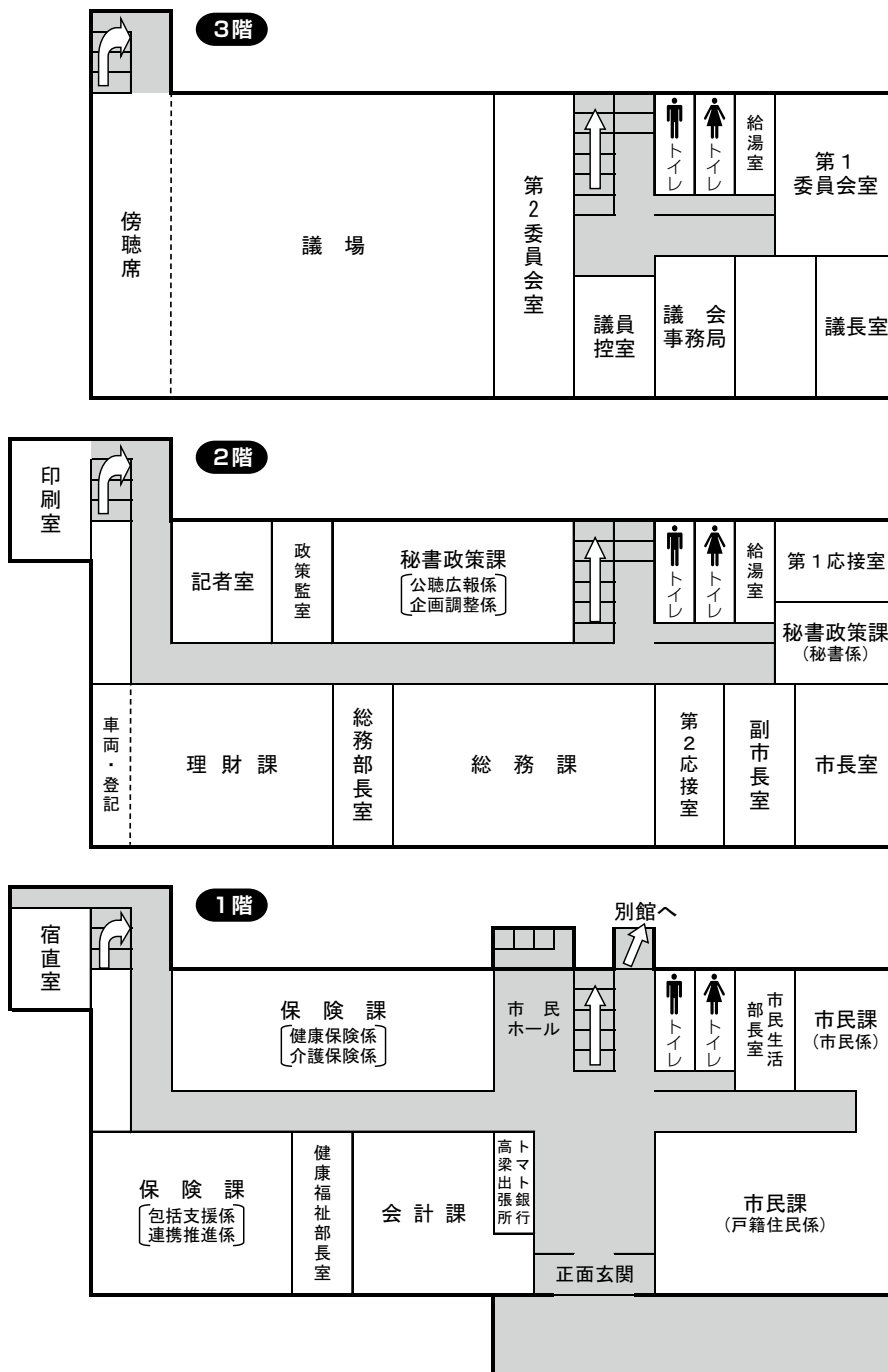 3階
傍聴席
議場
第2委員会室
トイレ
トイレ
給湯室
第1
委員会室
議員
控室
議会
事務局
議長室
2階
印刷室
記者室
政策監室
秘書政策課
公聴広報係
企画調整係
トイレ
トイレ
給湯室
第1応接室
秘書政策課
(秘書係)
車両・登記
理財課
総務部長室
総務課
第2応接室
副市長室
市長室
1階
別館へ
宿直室
保険課
健康保険係
介護保険係
市民
ホール
トイレ
トイレ
市民生活
部長室
市民課
(市民係)
保険課
包括支援係
連携推進係
健康福祉部長室
会計課
トマト銀行
高梁出張所
市民課
(戸籍住民係)
正面玄関